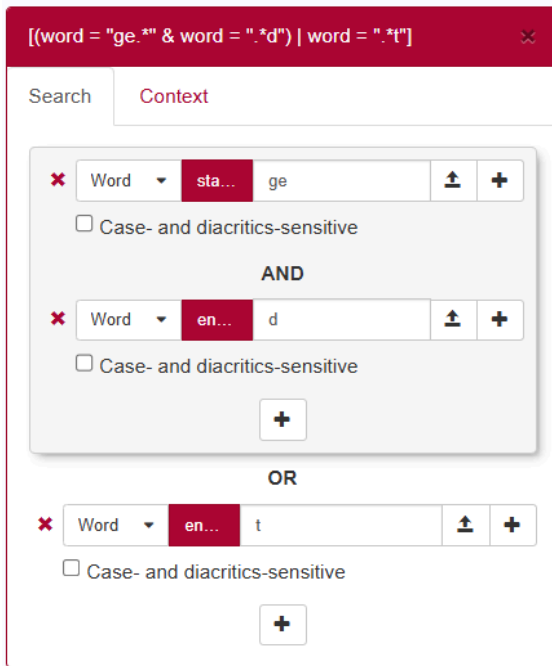 [(word = "ge.*" & word = ".*d") | word = ".*t"]
Search Context
Word sta... ge
Case- and diacritics-sensitive
AND
Word en... d
Case- and diacritics-sensitive
OR
Word en... t
Case- and diacritics-sensitive